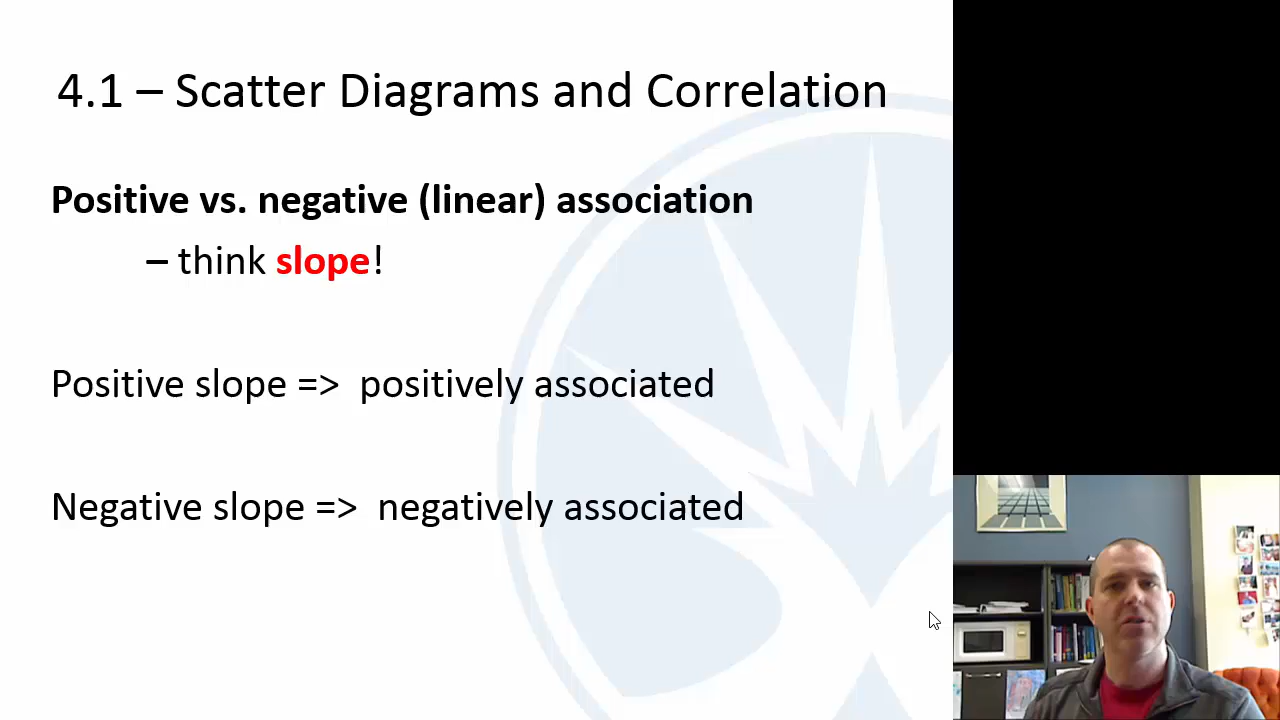 4.1 – Scatter Diagrams and Correlation
Positive vs. negative (linear) association
– think slope!
Positive slope => positively associated
Negative slope => negatively associated